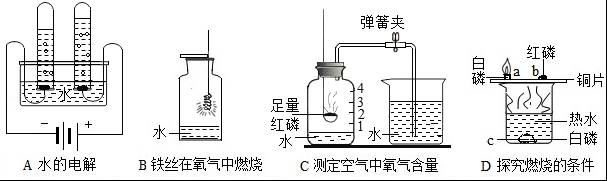 水
－ ＋
A 水的电解
水
B 铁丝在氧气中燃烧
弹簧夹
4
3
2
1
足量
红磷
水
水
C 测定空气中氧气含量
白磷
a
b
红磷
铜片
热水
c
白磷
D 探究燃烧的条件